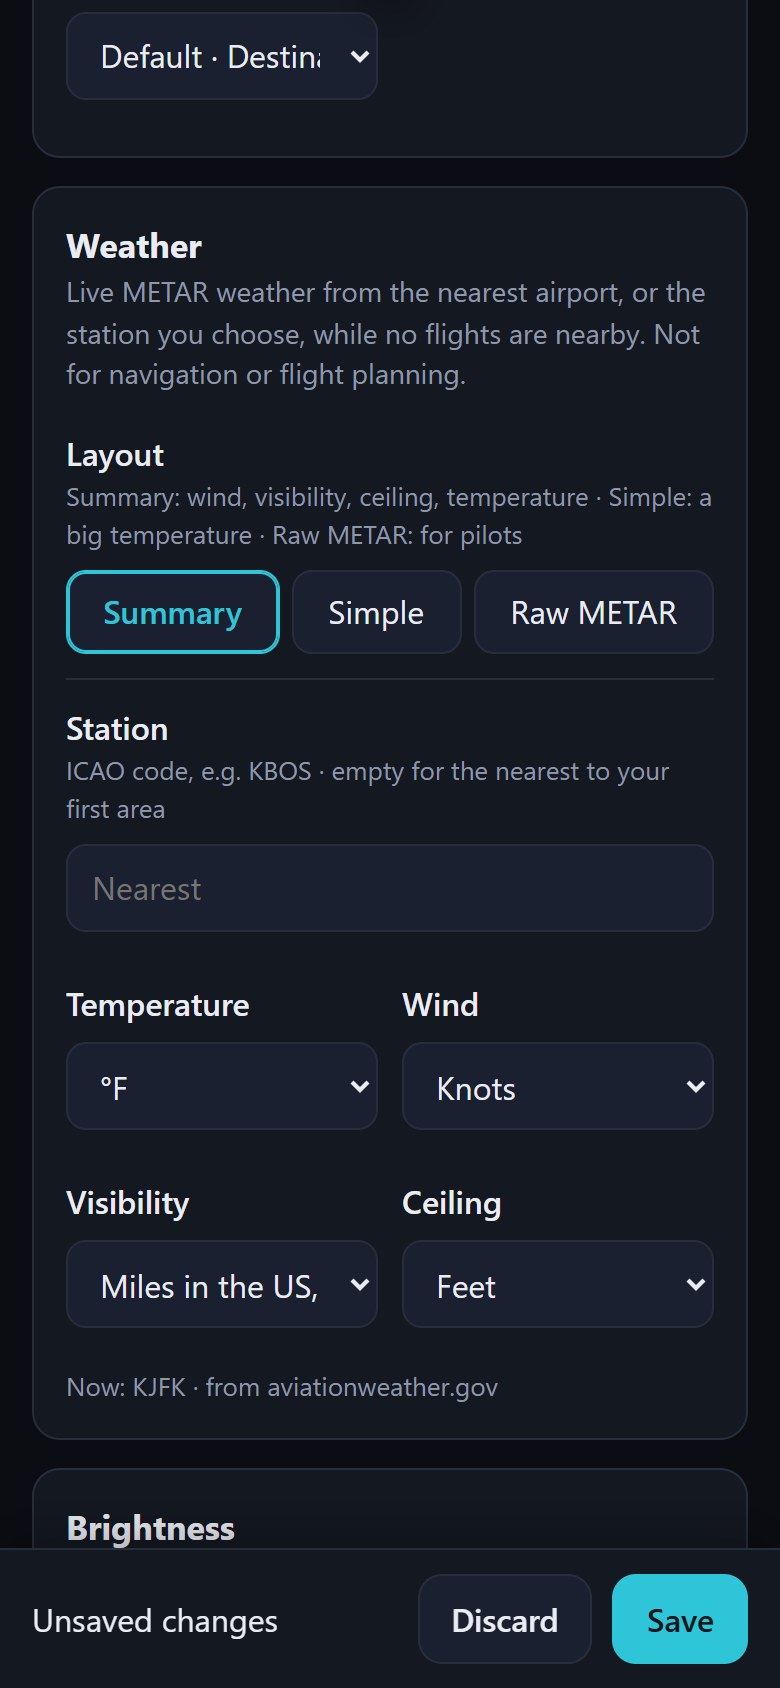 Default · Destina
Weather
Live METAR weather from the nearest airport, or the
station you choose, while no flights are nearby. Not
for navigation or flight planning.
Layout
Summary: wind, visibility, ceiling, temperature · Simple: a
big temperature · Raw METAR: for pilots
Summary Simple Raw METAR
Station
ICAO code, e.g. KBOS · empty for the nearest to your
first area
Nearest
Temperature Wind
°F Knots
Visibility Ceiling
Miles in the US, Feet
Now: KJFK · from aviationweather.gov
Brightness
Unsaved changes Discard Save